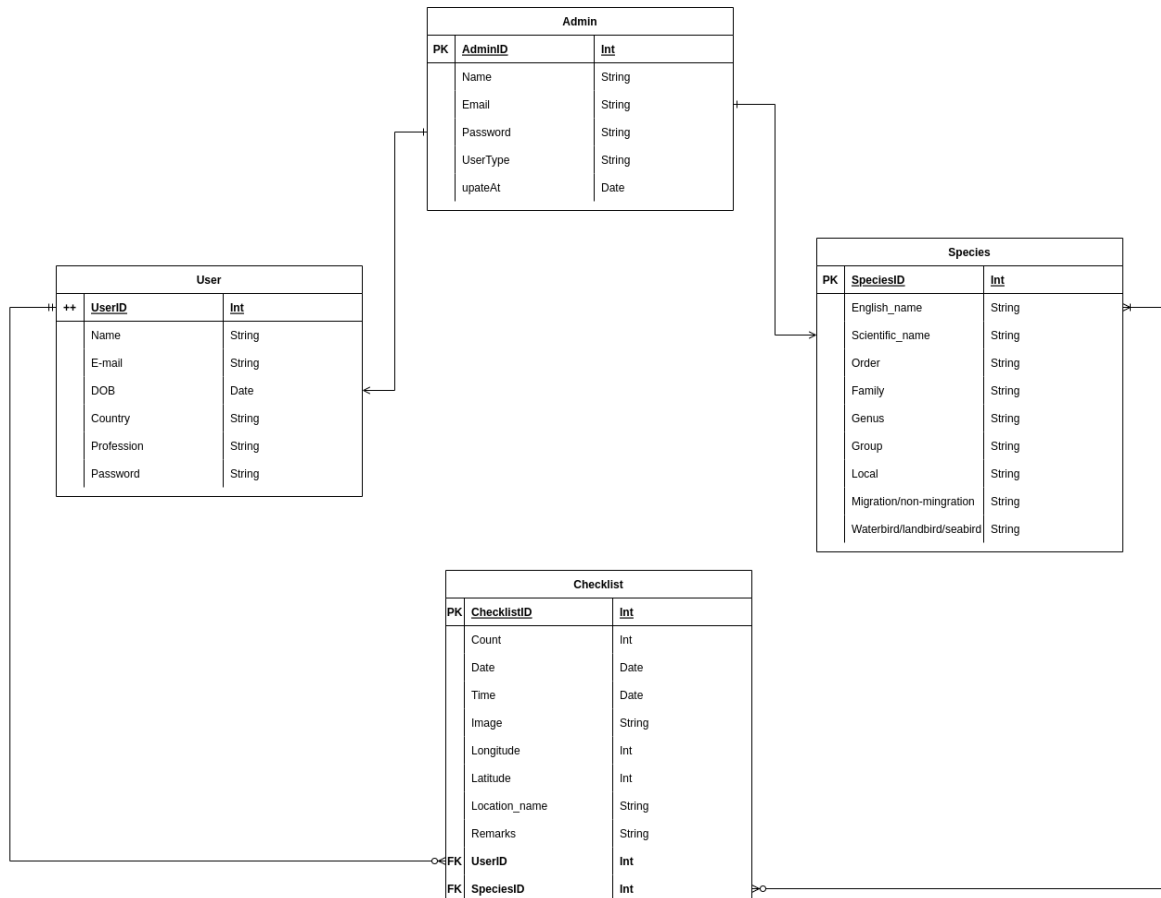 Admin
PK AdminID Int
Name String
Email String
Password String
UserType String
upateAt Date
User
++ UserID Int
Name String
E-mail String
DOB Date
Country String
Profession String
Password String
Species
PK SpeciesID Int
English_name String
Scientific_name String
Order String
Family String
Genus String
Group String
Local String
Migration/non-mingration String
Waterbird/landbird/seabird String
Checklist
PK ChecklistID Int
Count Int
Date Date
Time Date
Image String
Longitude Int
Latitude Int
Location_name String
Remarks String
FK UserID Int
FK SpeciesID Int